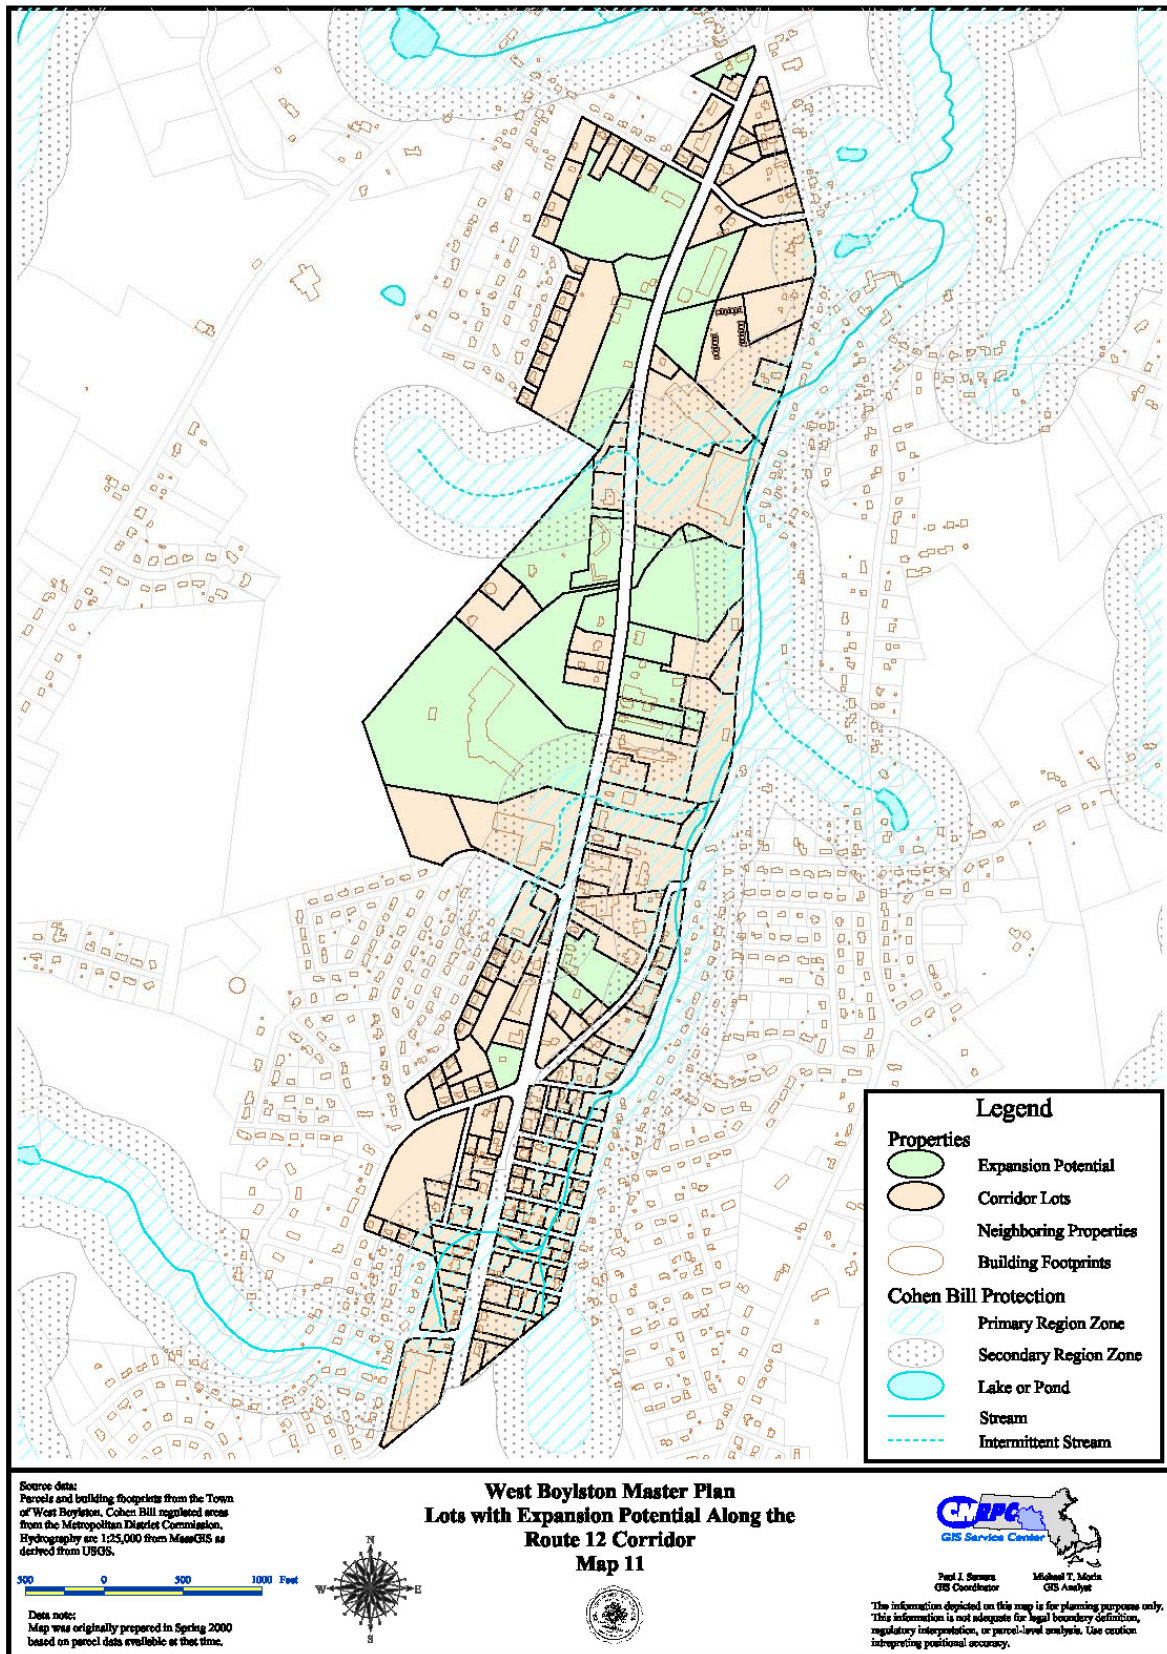 Legend
Properties
Expansion Potential
Corridor Lots
Neighboring Properties
Building Footprints
Cohen Bill Protection
Primary Region Zone
Secondary Region Zone
Lake or Pond
Stream
Intermittent Stream
Source data:
Parcels and building footprints from the Town
of West Boylston. Cohen Bill regulated areas
from the Metropolitan District Commission.
Hydrography are 1:25,000 from MassGIS as
derived from USGS.
500 0 500 1000 Feet
Data note:
Map was originally prepared in Spring 2000
based on parcel data available at that time.
N
W E
S
West Boylston Master Plan
Lots with Expansion Potential Along the
Route 12 Corridor
Map 11
CMRPC
GIS Service Center
Paul J. Michael T. Morin
GIS Coordinator GIS Analyst
The information depicted on this map is for planning purposes only.
This information is not adequate for legal boundary definition,
regulatory interpretation, or parcel-level analysis. Use caution
interpreting positional accuracy.